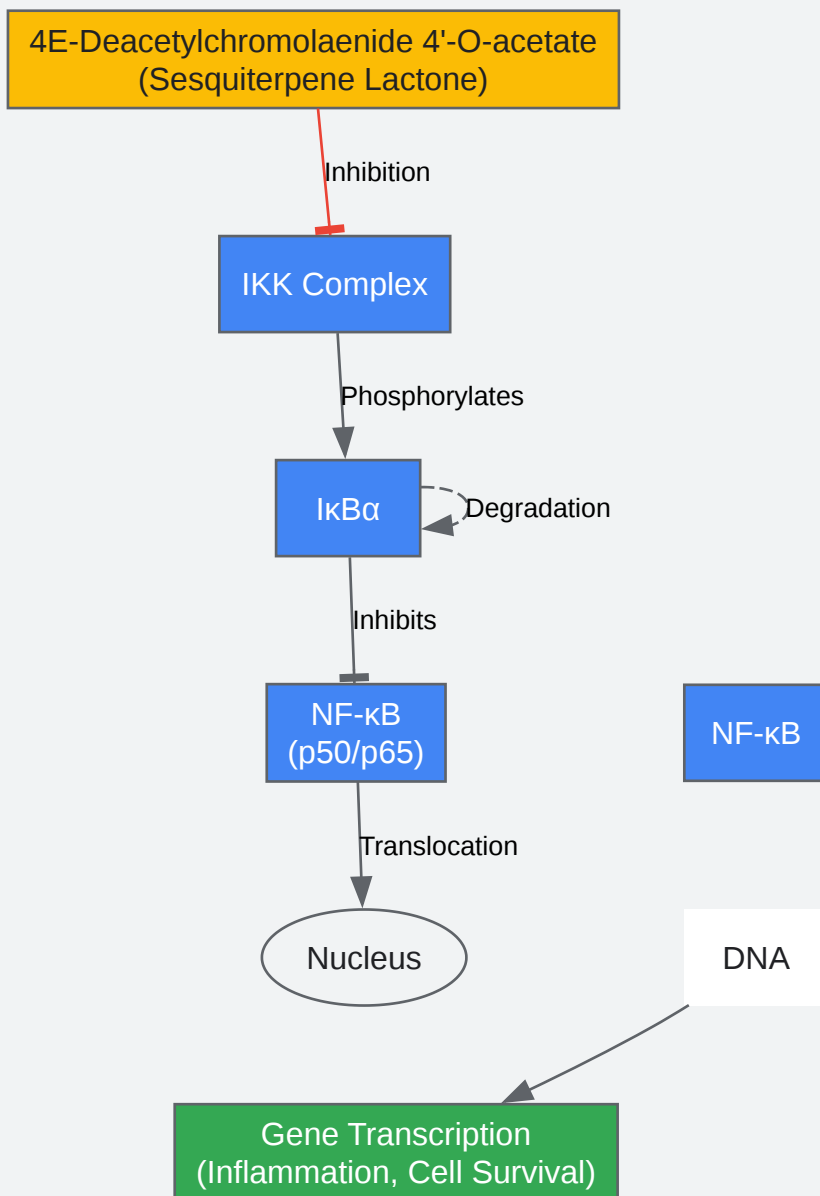 4E-Deacetylchromolaenide 4'-O-acetate
(Sesquiterpene Lactone)
Inhibition
IKK Complex
Phosphorylates
IκBα
Degradation
Inhibits
NF-κB
(p50/p65)
NF-κB
Translocation
Nucleus
DNA
Gene Transcription
(Inflammation, Cell Survival)